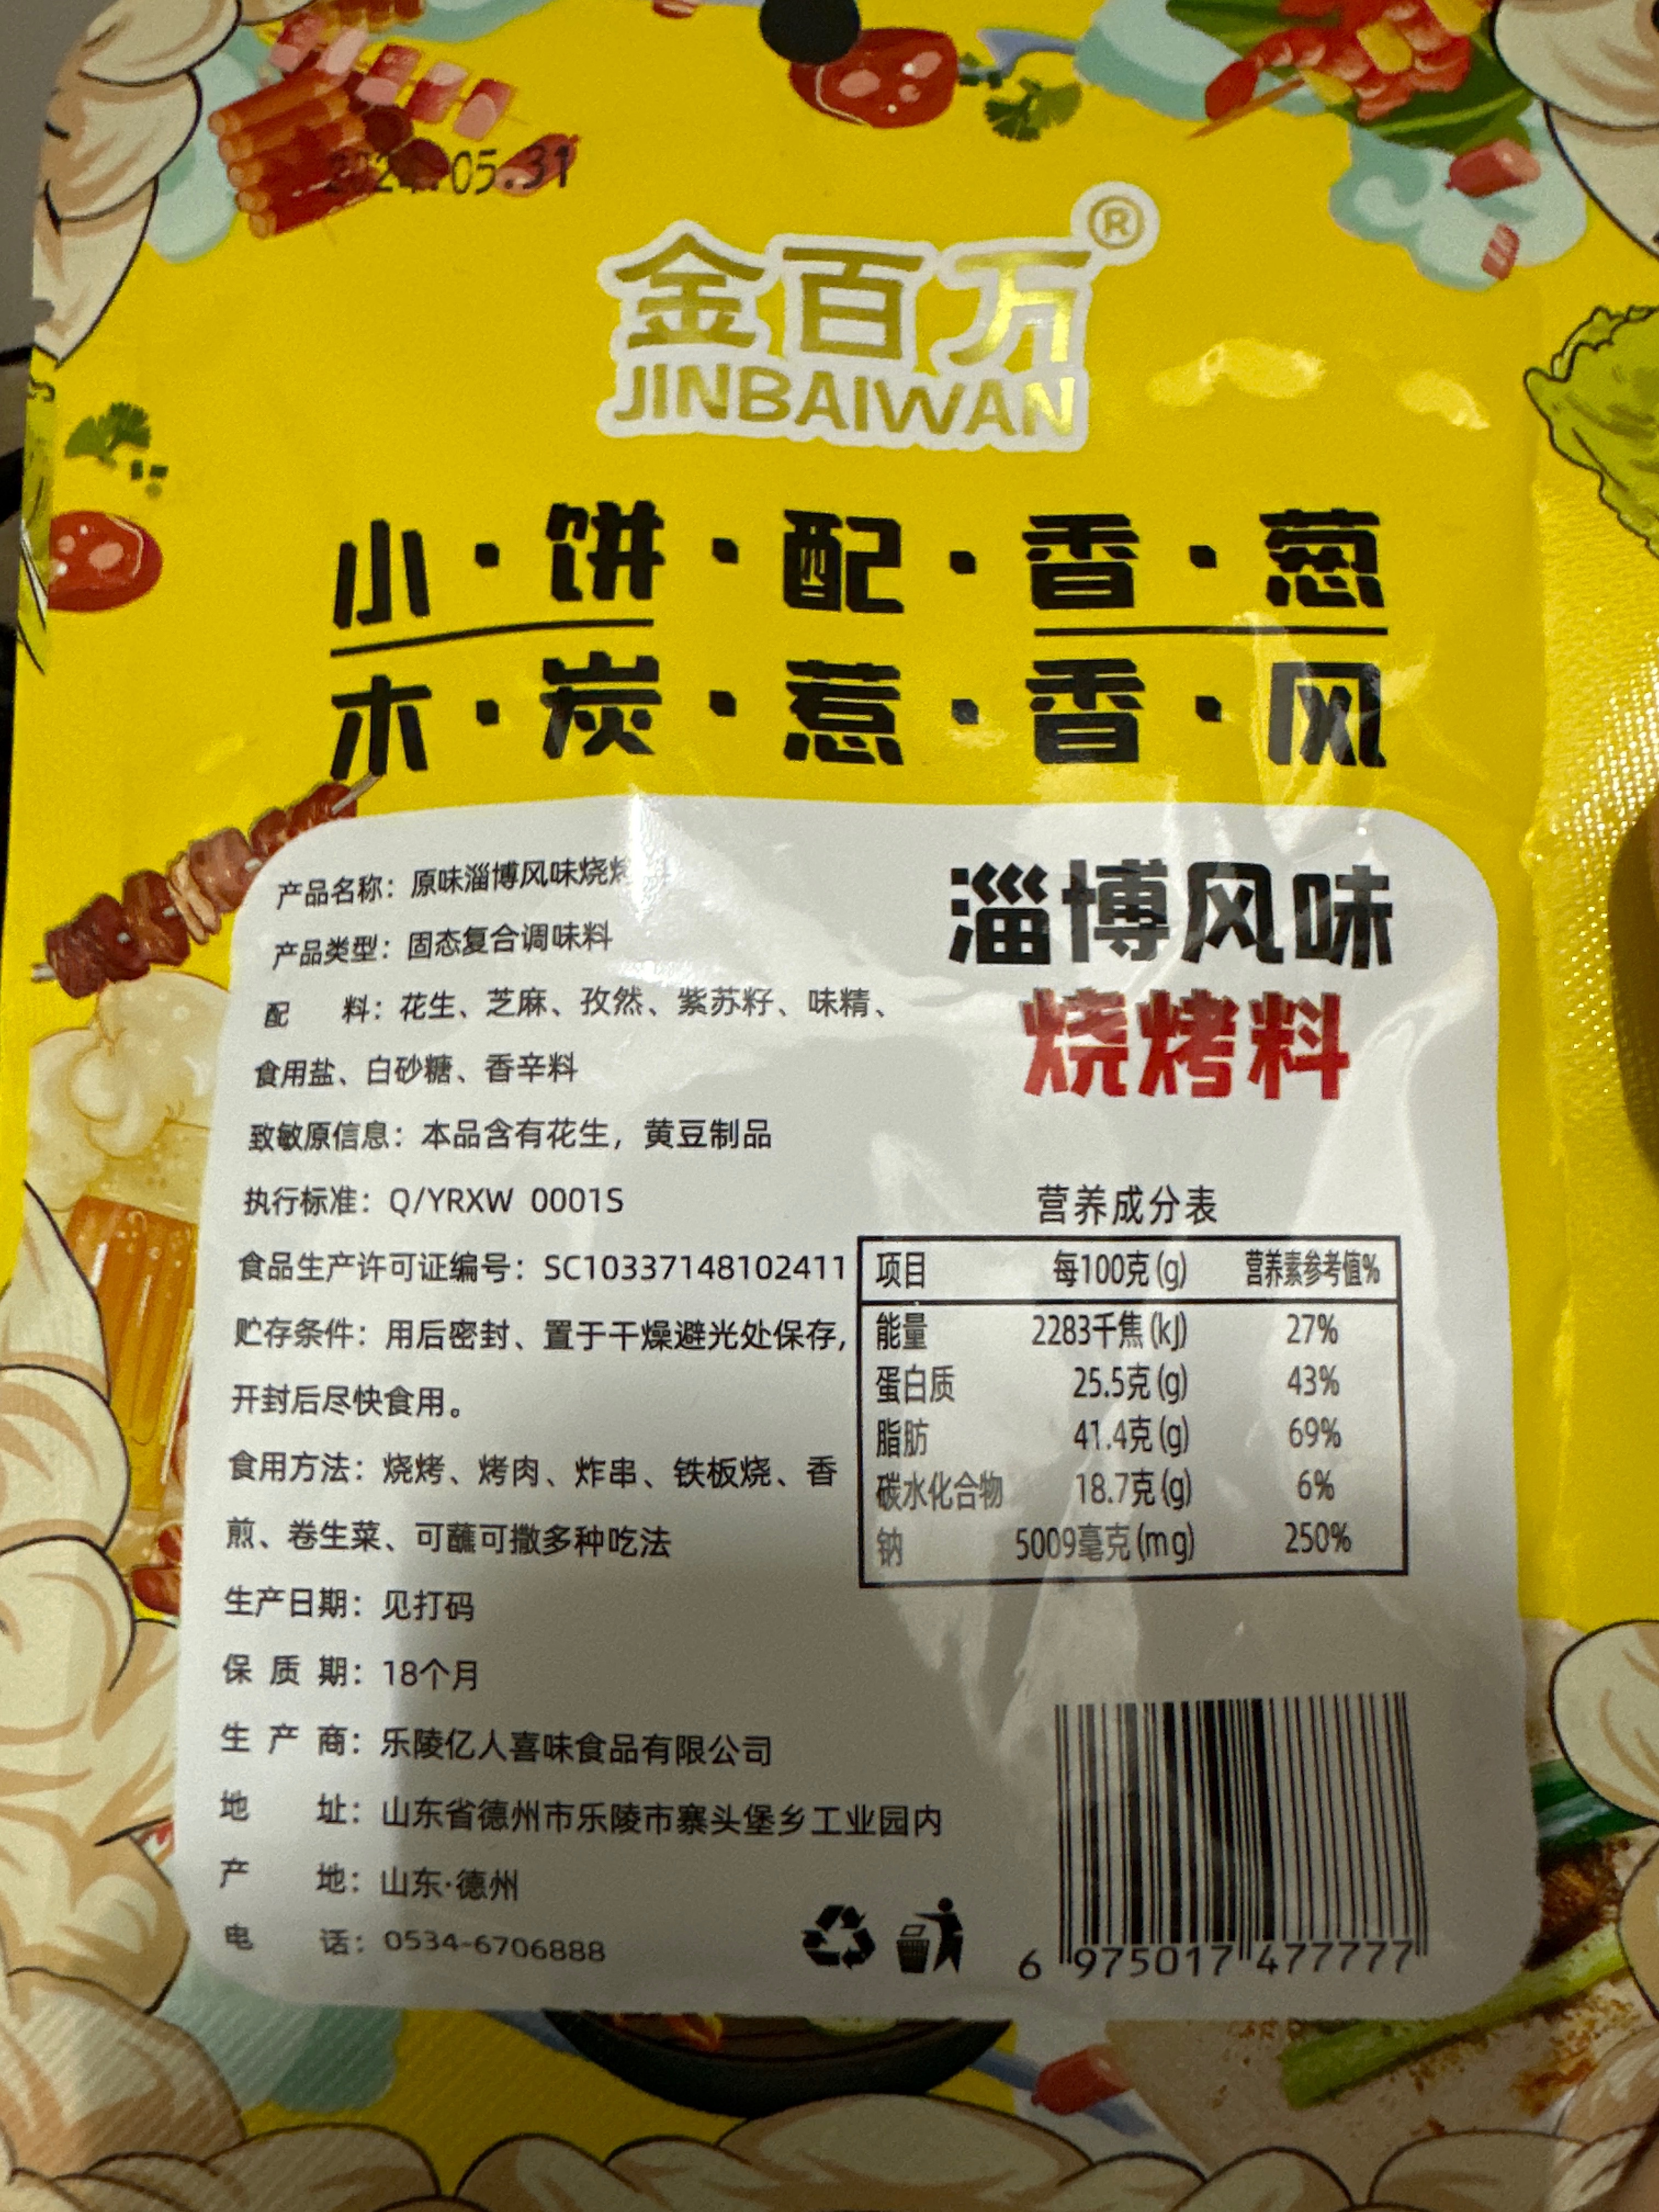 05.31
金百万®
JINBAIWAN
小·饼·配·香·葱
木·炭·惹·香·风
淄博风味
烧烤料
产品名称：原味淄博风味烧烤
产品类型：固态复合调味料
配 料：花生、芝麻、孜然、紫苏籽、味精、
食用盐、白砂糖、香辛料
致敏原信息：本品含有花生，黄豆制品
执行标准：Q/YRXW 0001S
食品生产许可证编号：SC10337148102411
贮存条件：用后密封、置于干燥避光处保存，
开封后尽快食用。
食用方法：烧烤、烤肉、炸串、铁板烧、香
煎、卷生菜、可蘸可撒多种吃法
生产日期：见打码
保 质 期：18个月
生 产 商：乐陵亿人喜味食品有限公司
地 址：山东省德州市乐陵市寨头堡乡工业园内
产 地：山东·德州
电 话：0534-6706888
营养成分表
项目 每100克(g) 营养素参考值%
能量 2283千焦(kJ) 27%
蛋白质 25.5克(g) 43%
脂肪 41.4克(g) 69%
碳水化合物 18.7克(g) 6%
钠 5009毫克(mg) 250%
6 975017 477777